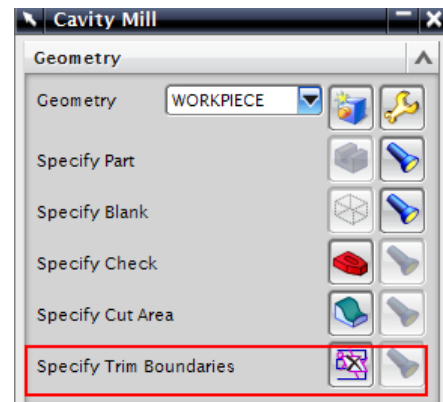 Cavity Mill
Geometry
Geometry WORKPIECE
Specify Part
Specify Blank
Specify Check
Specify Cut Area
Specify Trim Boundaries